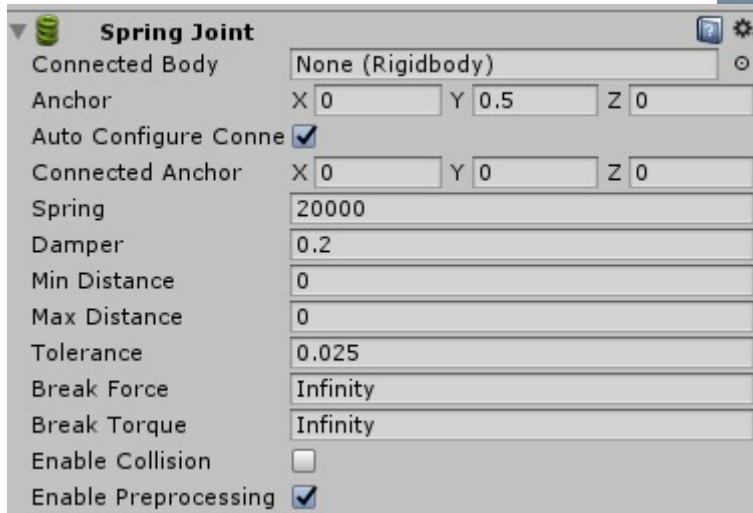 Spring Joint
Connected Body None (Rigidbody)
Anchor X 0 Y 0.5 Z 0
Auto Configure Conne
Connected Anchor X 0 Y 0 Z 0
Spring 20000
Damper 0.2
Min Distance 0
Max Distance 0
Tolerance 0.025
Break Force Infinity
Break Torque Infinity
Enable Collision
Enable Preprocessing